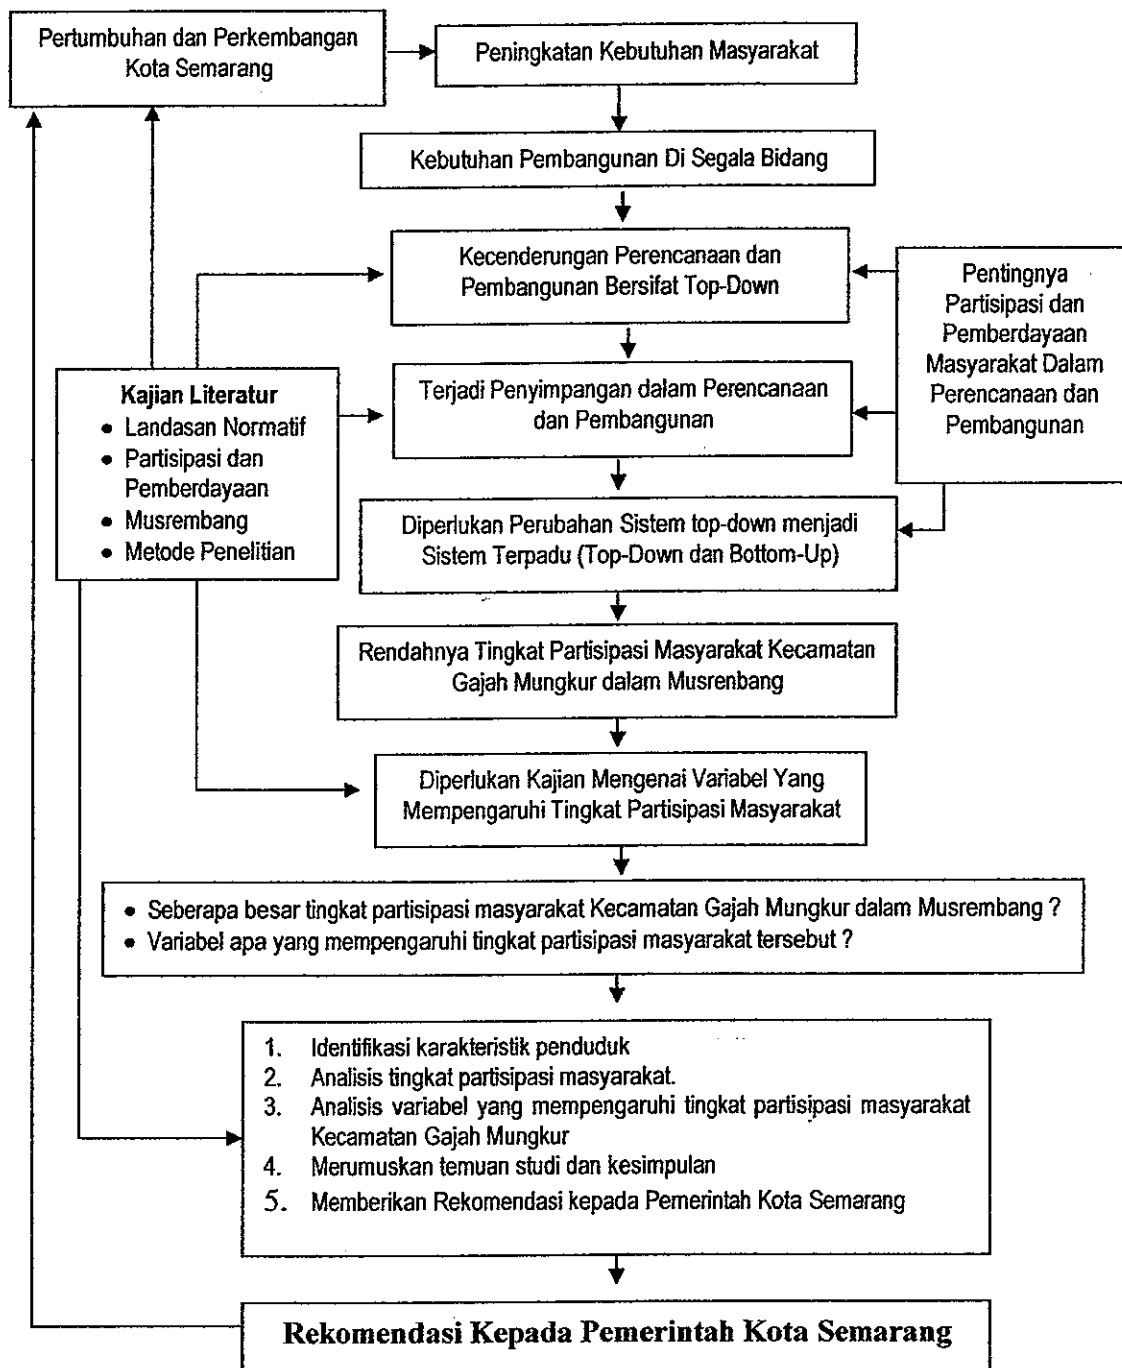 Pertumbuhan dan Perkembangan
Kota Semarang
Peningkatan Kebutuhan Masyarakat
Kebutuhan Pembangunan Di Segala Bidang
Kecenderungan Perencanaan dan
Pembangunan Bersifat Top-Down
Pentingnya
Partisipasi dan
Pemberdayaan
Masyarakat Dalam
Perencanaan dan
Pembangunan
Kajian Literatur
• Landasan Normatif
• Partisipasi dan
Pemberdayaan
• Musrembang
• Metode Penelitian
Terjadi Penyimpangan dalam Perencanaan
dan Pembangunan
Diperlukan Perubahan Sistem top-down menjadi
Sistem Terpadu (Top-Down dan Bottom-Up)
Rendahnya Tingkat Partisipasi Masyarakat Kecamatan
Gajah Mungkur dalam Musrenbang
Diperlukan Kajian Mengenai Variabel Yang
Mempengaruhi Tingkat Partisipasi Masyarakat
• Seberapa besar tingkat partisipasi masyarakat Kecamatan Gajah Mungkur dalam Musrembang ?
• Variabel apa yang mempengaruhi tingkat partisipasi masyarakat tersebut ?
1. Identifikasi karakteristik penduduk
2. Analisis tingkat partisipasi masyarakat.
3. Analisis variabel yang mempengaruhi tingkat partisipasi masyarakat
Kecamatan Gajah Mungkur
4. Merumuskan temuan studi dan kesimpulan
5. Memberikan Rekomendasi kepada Pemerintah Kota Semarang
Rekomendasi Kepada Pemerintah Kota Semarang